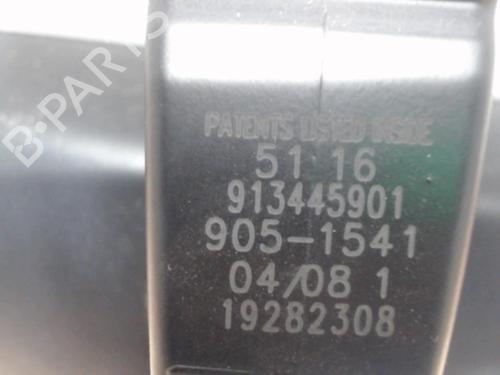 PATENTS LISTED INSIDE
51 16
913445901
905-1541
04/08 1
19282308
B-PARTS